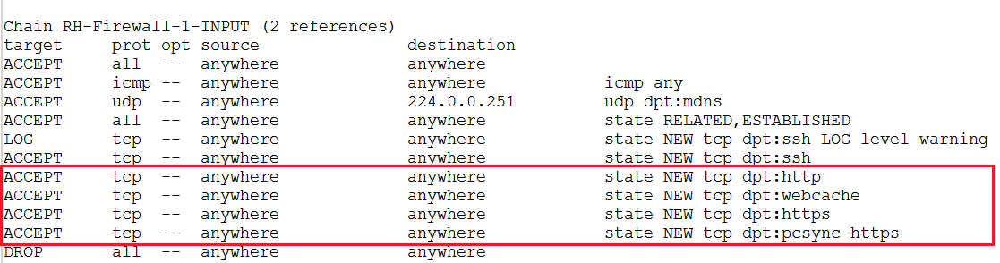 Chain RH-Firewall-1-INPUT (2 references)
target     prot opt source               destination
ACCEPT     all  --  anywhere             anywhere
ACCEPT     icmp --  anywhere             anywhere            icmp any
ACCEPT     udp  --  anywhere             224.0.0.251         udp dpt:mdns
ACCEPT     all  --  anywhere             anywhere            state RELATED,ESTABLISHED
LOG        tcp  --  anywhere             anywhere            state NEW tcp dpt:ssh LOG level warning
ACCEPT     tcp  --  anywhere             anywhere            state NEW tcp dpt:ssh
ACCEPT     tcp  --  anywhere             anywhere            state NEW tcp dpt:http
ACCEPT     tcp  --  anywhere             anywhere            state NEW tcp dpt:webcache
ACCEPT     tcp  --  anywhere             anywhere            state NEW tcp dpt:https
ACCEPT     tcp  --  anywhere             anywhere            state NEW tcp dpt:pcsync-https
DROP       all  --  anywhere             anywhere